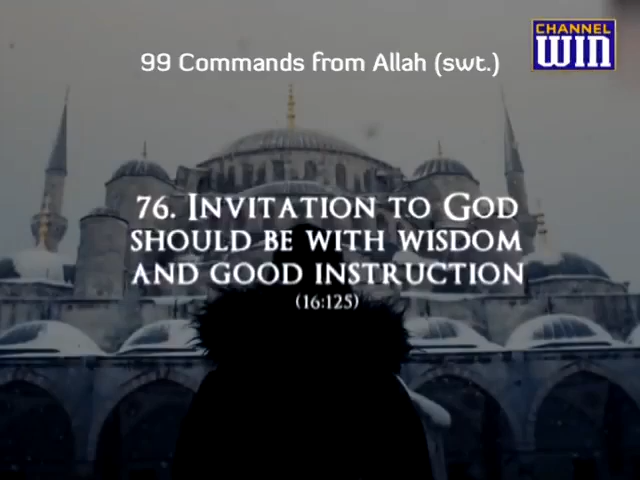 99 Commands from Allah (swt.)
CHANNEL
WIN
76. INVITATION TO GOD
SHOULD BE WITH WISDOM
AND GOOD INSTRUCTION
(16:125)